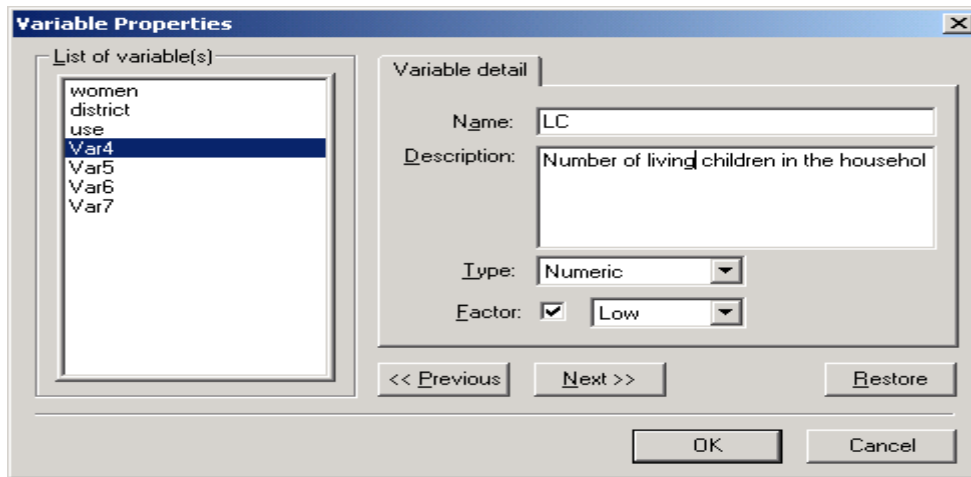 Variable Properties
List of variable(s)
women
district
use
Var4
Var5
Var6
Var7
Variable detail
Name: LC
Description: Number of living children in the househol
Type: Numeric
Factor: Low
<< Previous Next >> Restore
OK Cancel